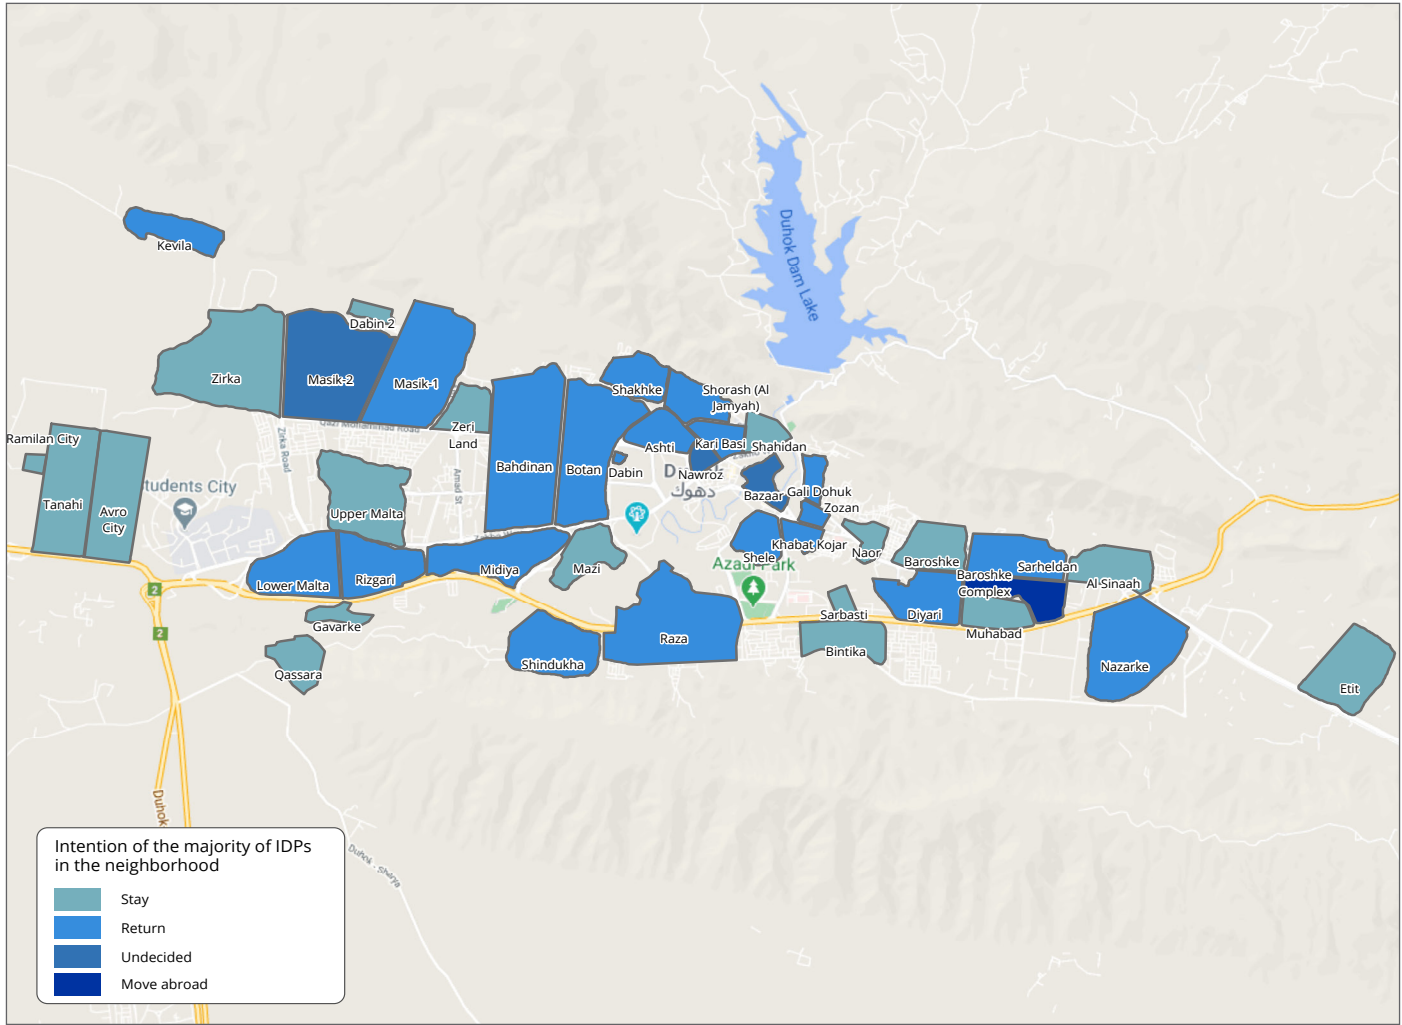 Duhok Dam Lake
Kevila
Dabin 2
Zirka
Masik-2
Masik-1
Shakhke
Shorash (Al
Jamyah)
Qazi Mohammad Road
Zeri
Land
Ramilan City
Zirka Road
Kari Basi
Shahidan
Ashti
Bahdinan
Botan
Dabin
Nawroz
دهوك
Amad St
Students City
Bazaar
Gali Dohuk
Zozan
Tanahi
Avro
City
Upper Malta
Khabat Kojar
Naor
Shele
Baroshke
Azadi Park
Sarheldan
Baroshke
Complex
Al Sinaah
Lower Malta
Rizgari
Midiya
Mazi
2
Gavarke
Sarbasti
Diyari
Muhabad
2
Raza
Bintika
Shindukha
Nazarke
Qassara
Etit
Duhok
Duhok - Shaya
Intention of the majority of IDPs
in the neighborhood
Stay
Return
Undecided
Move abroad